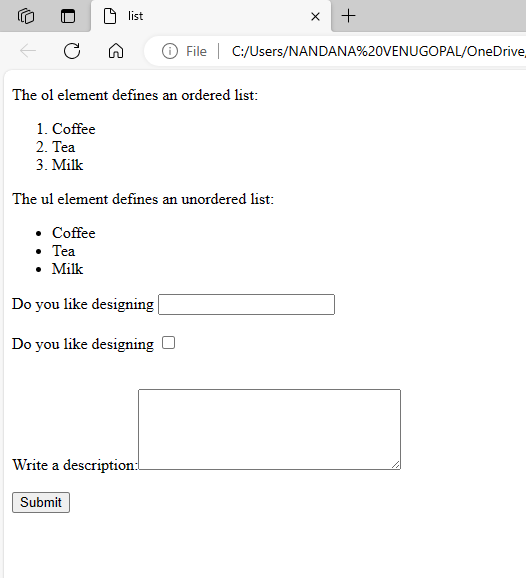 list
File
C:/Users/NANDANA%20VENUGOPAL/OneDrive/
The ol element defines an ordered list:
1. Coffee
2. Tea
3. Milk
The ul element defines an unordered list:
• Coffee
• Tea
• Milk
Do you like designing
Do you like designing
Write a description:
Submit